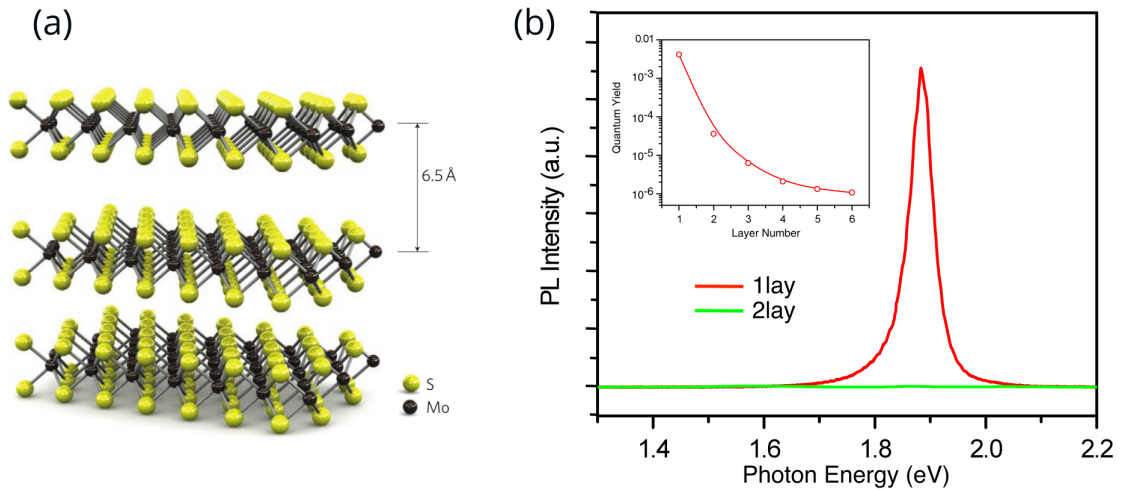 (a)
6.5 Å
S
Mo
(b)
PL Intensity (a.u.)
Quantum Yield
0.01
10-3
10-4
10-5
10-6
1 2 3 4 5 6
Layer Number
1lay
2lay
1.4 1.6 1.8 2.0 2.2
Photon Energy (eV)